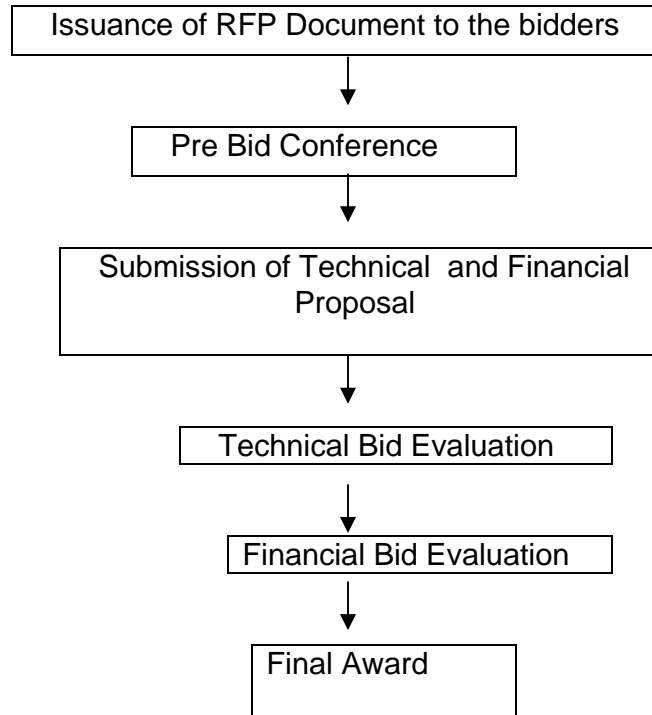 Issuance of RFP Document to the bidders
Pre Bid Conference
Submission of Technical and Financial
Proposal
Technical Bid Evaluation
Financial Bid Evaluation
Final Award